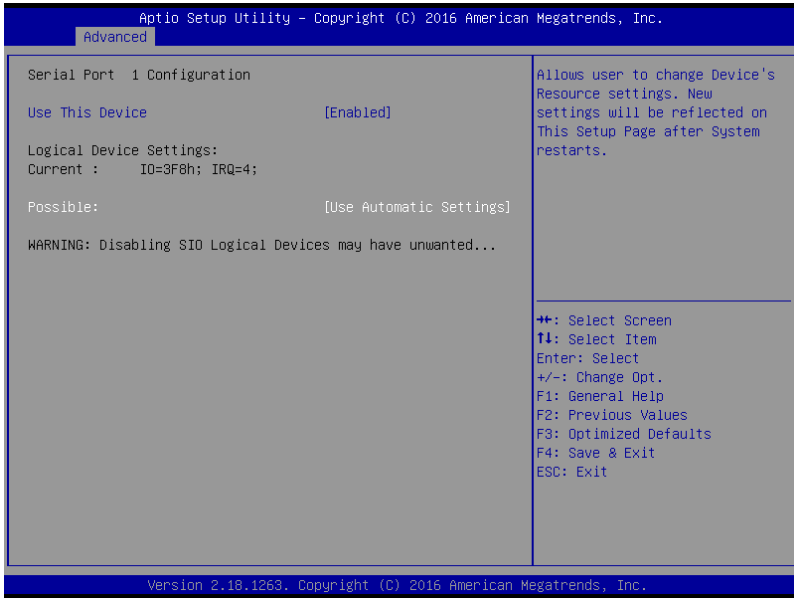 Aptio Setup Utility – Copyright (C) 2016 American Megatrends, Inc.
Advanced
Serial Port 1 Configuration
Use This Device [Enabled]
Logical Device Settings:
Current : IO=3F8h; IRQ=4;
Possible: [Use Automatic Settings]
WARNING: Disabling SIO Logical Devices may have unwanted...
Allows user to change Device's
Resource settings. New
settings will be reflected on
This Setup Page after System
restarts.
→←: Select Screen
↑↓: Select Item
Enter: Select
+/-: Change Opt.
F1: General Help
F2: Previous Values
F3: Optimized Defaults
F4: Save & Exit
ESC: Exit
Version 2.18.1263. Copyright (C) 2016 American Megatrends, Inc.